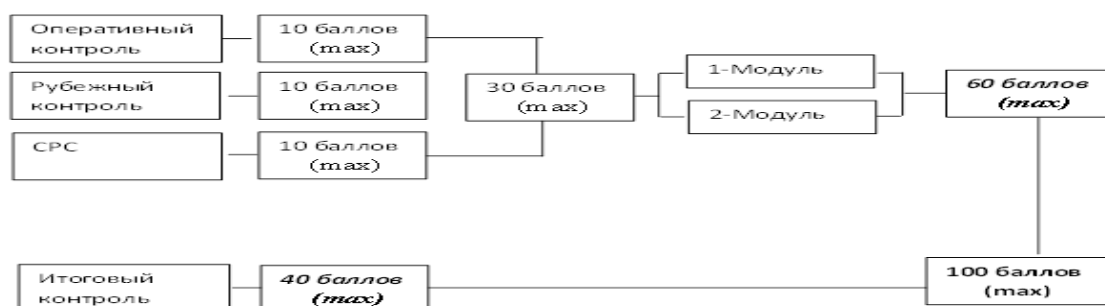 Оперативный
контроль
10 баллов
(max)
Рубежный
контроль
10 баллов
(max)
СРС
10 баллов
(max)
30 баллов
(max)
1-Модуль
2-Модуль
60 баллов
(max)
Итоговый
контроль
40 баллов
(max)
100 баллов
(max)